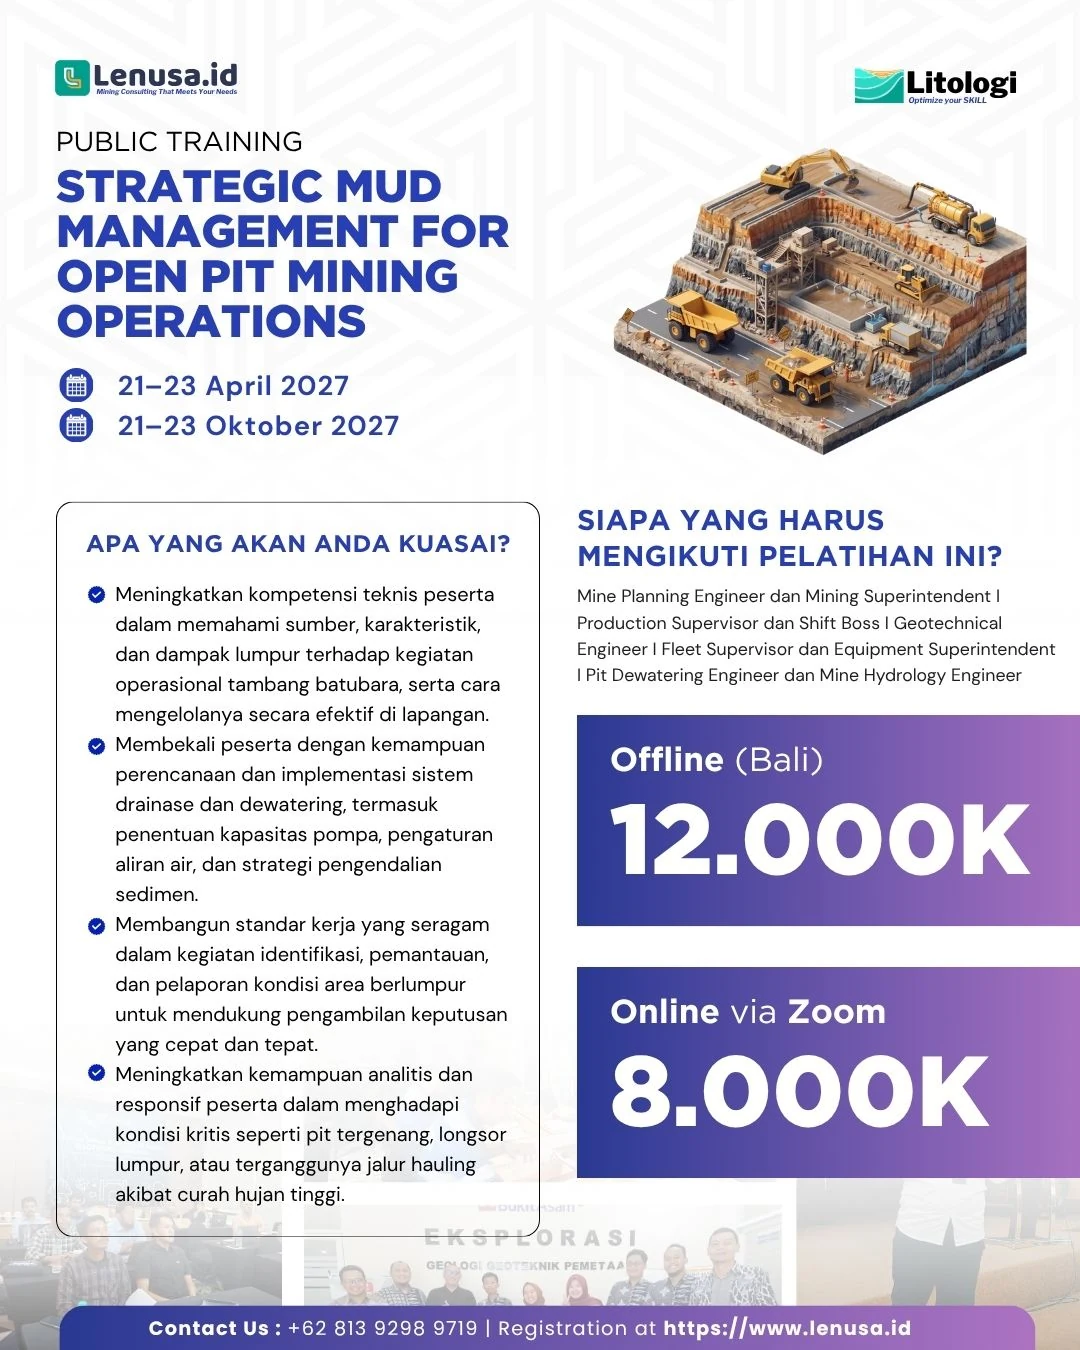 Lenusa.id
Mining Consulting That Meets Your Needs
Litologi
Optimize your SKILL
PUBLIC TRAINING
STRATEGIC MUD
MANAGEMENT FOR
OPEN PIT MINING
OPERATIONS
21–23 April 2027
21–23 Oktober 2027
APA YANG AKAN ANDA KUASAI?
Meningkatkan kompetensi teknis peserta
dalam memahami sumber, karakteristik,
dan dampak lumpur terhadap kegiatan
operasional tambang batubara, serta cara
mengelolanya secara efektif di lapangan.
Membekali peserta dengan kemampuan
perencanaan dan implementasi sistem
drainase dan dewatering, termasuk
penentuan kapasitas pompa, pengaturan
aliran air, dan strategi pengendalian
sedimen.
Membangun standar kerja yang seragam
dalam kegiatan identifikasi, pemantauan,
dan pelaporan kondisi area berlumpur
untuk mendukung pengambilan keputusan
yang cepat dan tepat.
Meningkatkan kemampuan analitis dan
responsif peserta dalam menghadapi
kondisi kritis seperti pit tergenang, longsor
lumpur, atau terganggunya jalur hauling
akibat curah hujan tinggi.
SIAPA YANG HARUS
MENGIKUTI PELATIHAN INI?
Mine Planning Engineer dan Mining Superintendent I
Production Supervisor dan Shift Boss I Geotechnical
Engineer I Fleet Supervisor dan Equipment Superintendent
I Pit Dewatering Engineer dan Mine Hydrology Engineer
Offline (Bali)
12.000K
Online via Zoom
8.000K
BukitAsam
EKSPLORASI
GEOLOGI GEOTEKNIK PEMETAA
Contact Us : +62 813 9298 9719 | Registration at https://www.lenusa.id